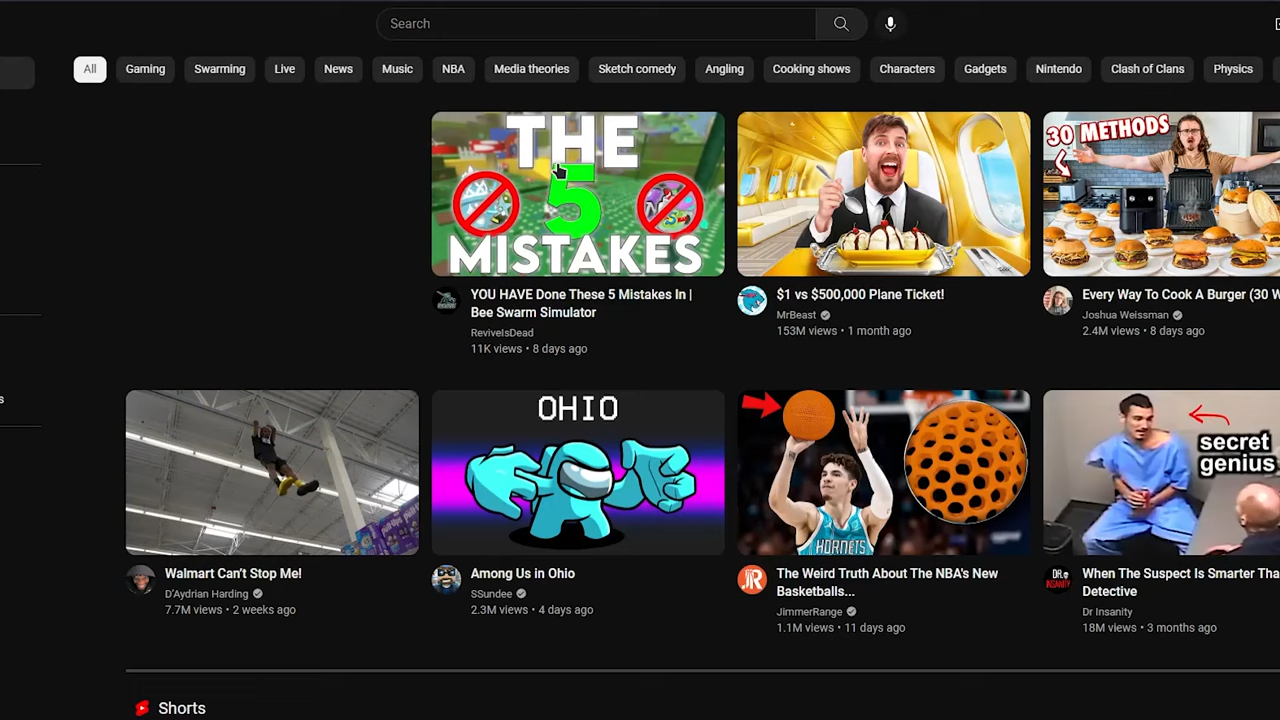 Search
All
Gaming
Swarming
Live
News
Music
NBA
Media theories
Sketch comedy
Angling
Cooking shows
Characters
Gadgets
Nintendo
Clash of Clans
Physics
THE
5
MISTAKES
30 METHODS
YOU HAVE Done These 5 Mistakes In |
Bee Swarm Simulator
ReviveIsDead
11K views • 8 days ago
$1 vs $500,000 Plane Ticket!
MrBeast
153M views • 1 month ago
Every Way To Cook A Burger (30 W
Joshua Weissman
2.4M views • 8 days ago
OHIO
HORNETS
secret
genius
Walmart Can't Stop Me!
D'Aydrian Harding
7.7M views • 2 weeks ago
Among Us in Ohio
SSundee
2.3M views • 4 days ago
JR
The Weird Truth About The NBA's New
Basketballs...
JimmerRange
1.1M views • 11 days ago
DR.
INSANITY
When The Suspect Is Smarter Tha
Detective
Dr Insanity
18M views • 3 months ago
Shorts